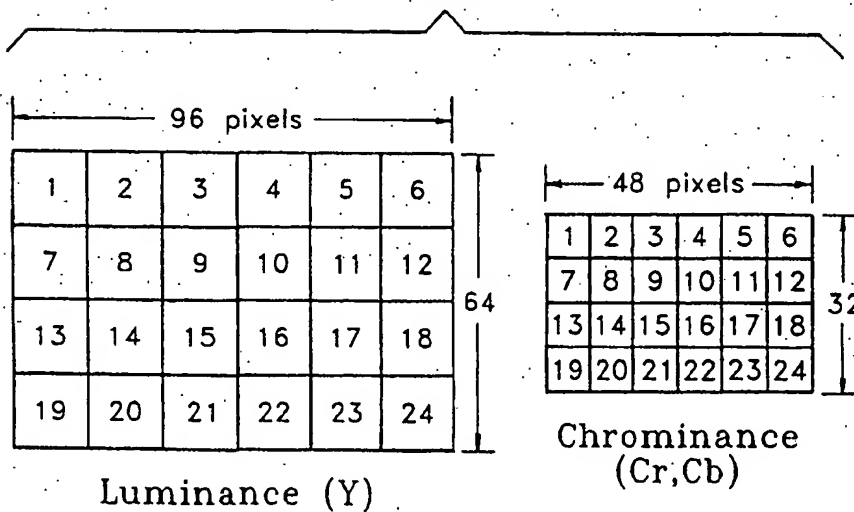 96 pixels
1 2 3 4 5 6
7 8 9 10 11 12
13 14 15 16 17 18
19 20 21 22 23 24
64
Luminance (Y)
48 pixels
1 2 3 4 5 6
7 8 9 10 11 12
13 14 15 16 17 18
19 20 21 22 23 24
32
Chrominance
(Cr,Cb)